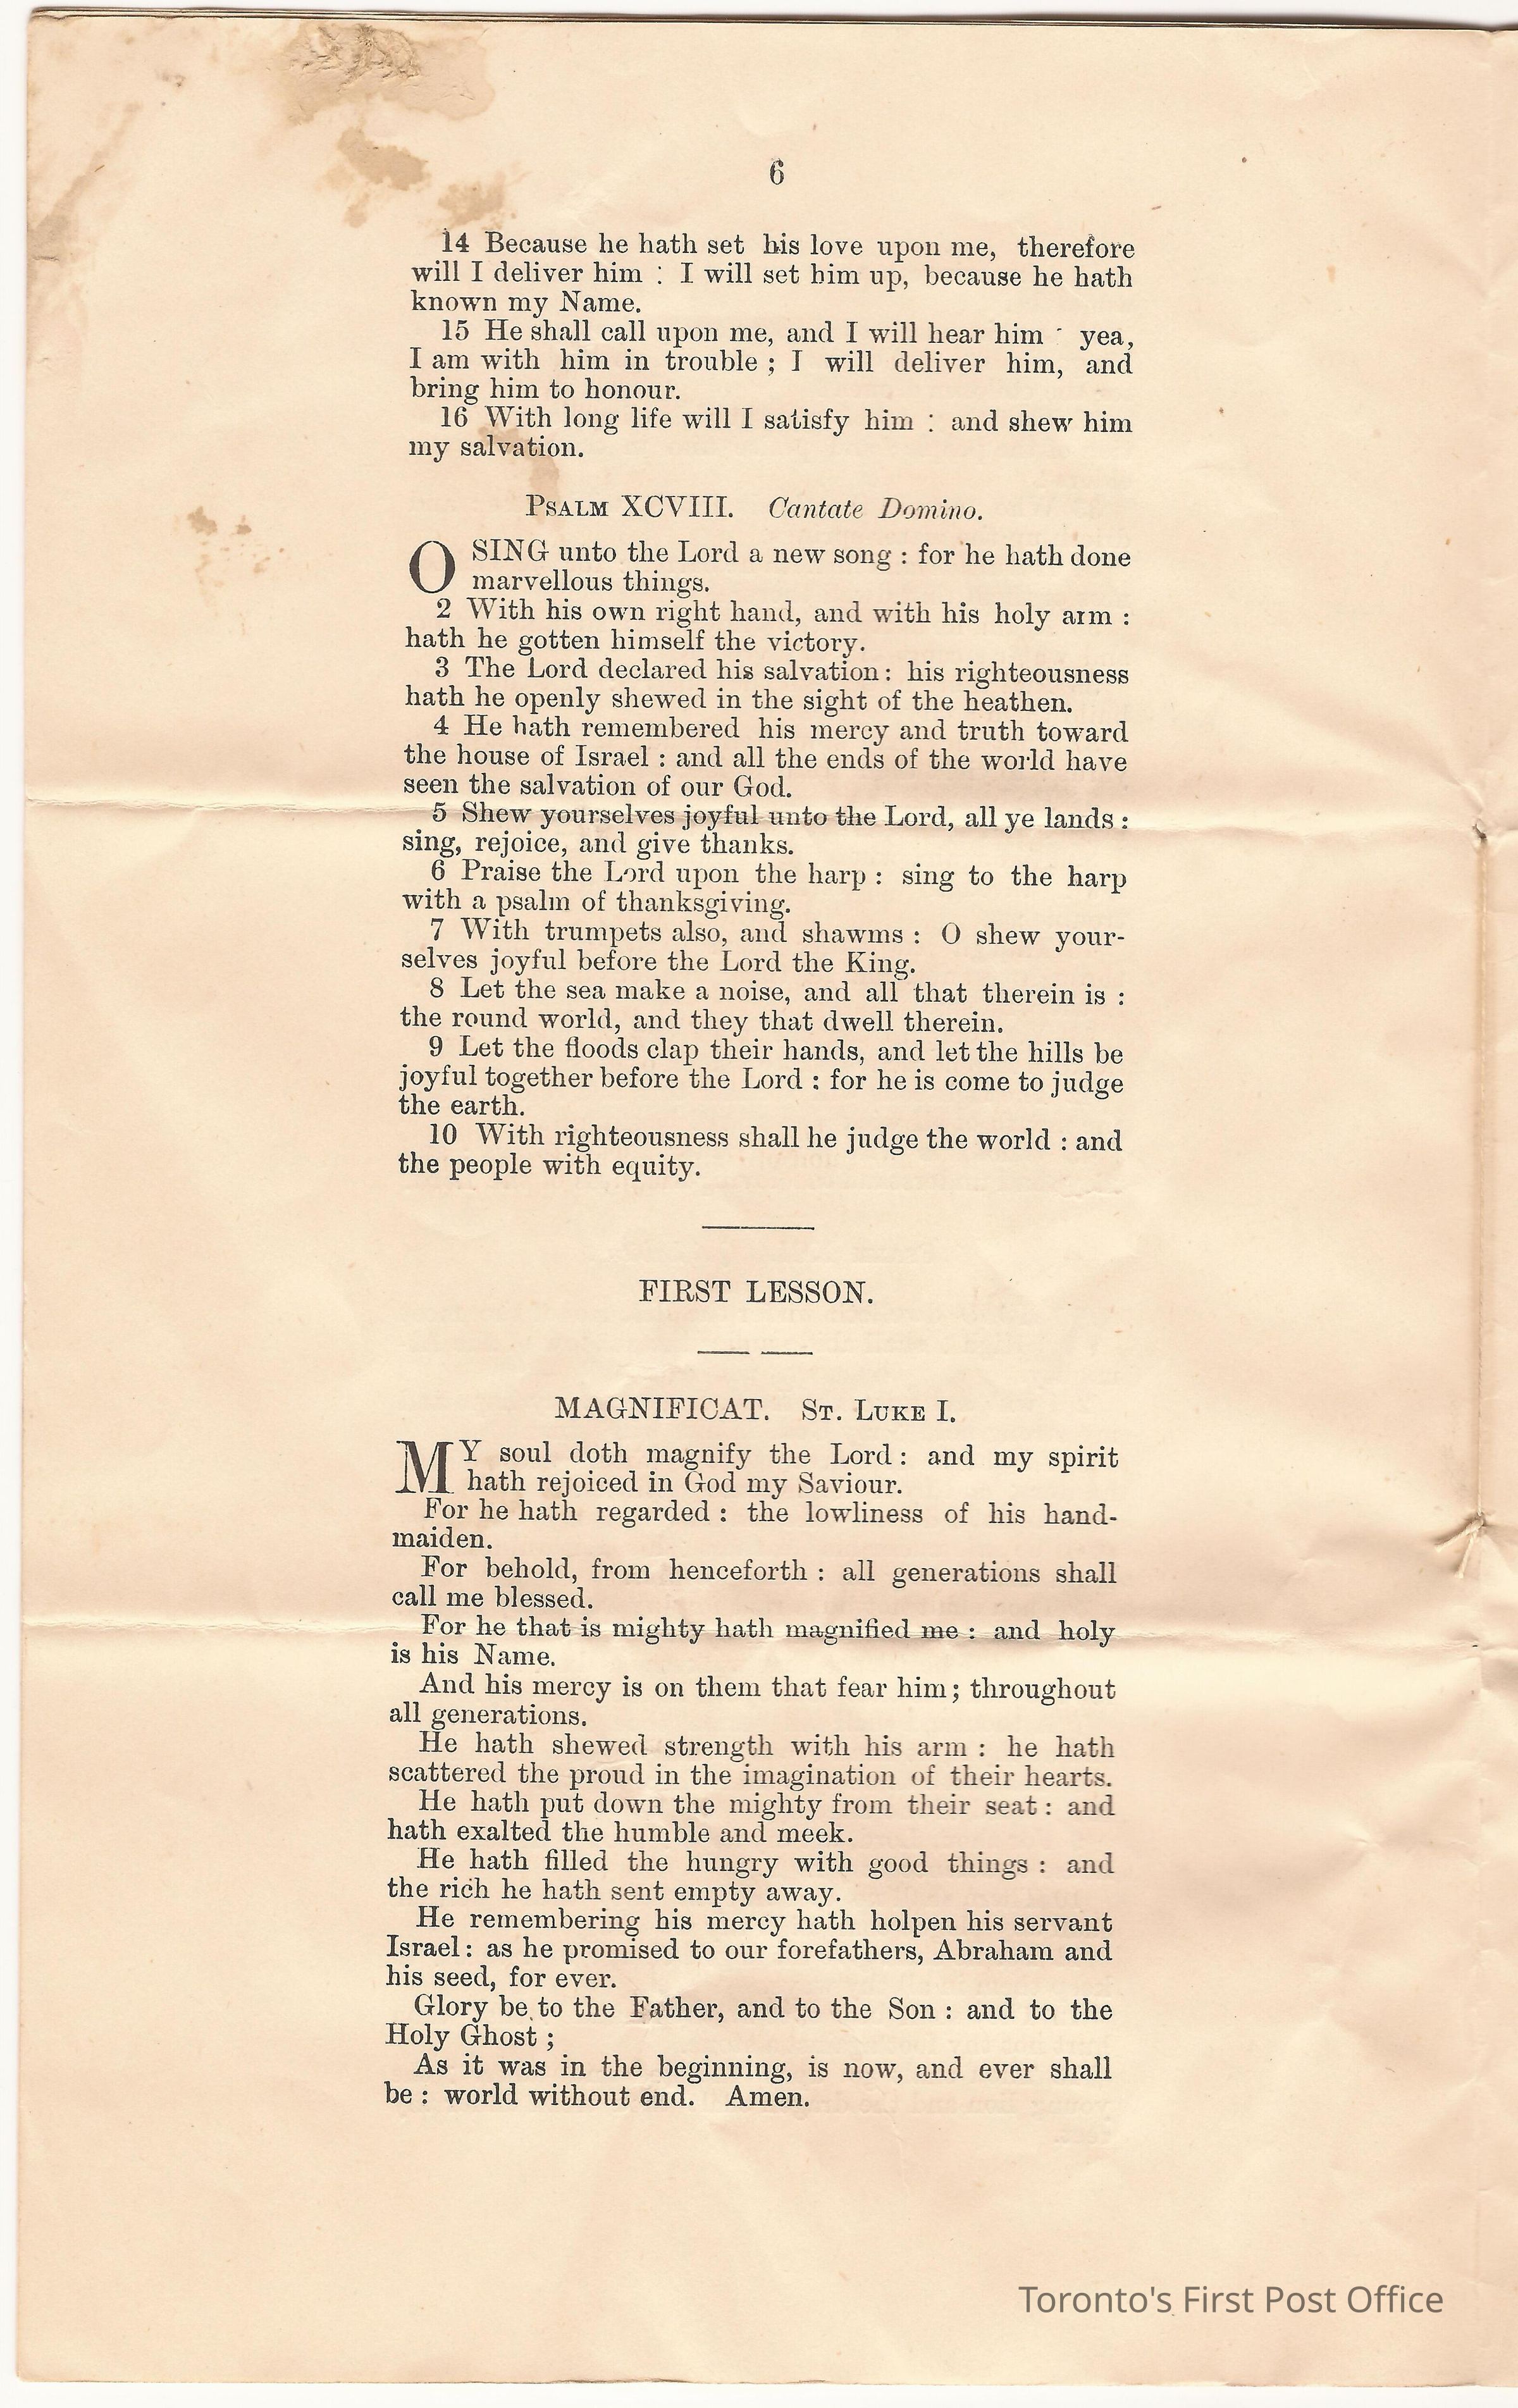 6
14 Because he hath set his love upon me, therefore
will I deliver him : I will set him up, because he hath
known my Name.
15 He shall call upon me, and I will hear him : yea,
I am with him in trouble ; I will deliver him, and
bring him to honour.
16 With long life will I satisfy him : and shew him
my salvation.
PSALM XCVIII. Cantate Domino.
O SING unto the Lord a new song : for he hath done
marvellous things.
2 With his own right hand, and with his holy arm :
hath he gotten himself the victory.
3 The Lord declared his salvation : his righteousness
hath he openly shewed in the sight of the heathen.
4 He hath remembered his mercy and truth toward
the house of Israel : and all the ends of the world have
seen the salvation of our God.
5 Shew yourselves joyful unto the Lord, all ye lands :
sing, rejoice, and give thanks.
6 Praise the Lord upon the harp : sing to the harp
with a psalm of thanksgiving.
7 With trumpets also, and shawms : O shew your-
selves joyful before the Lord the King.
8 Let the sea make a noise, and all that therein is :
the round world, and they that dwell therein.
9 Let the floods clap their hands, and let the hills be
joyful together before the Lord : for he is come to judge
the earth.
10 With righteousness shall he judge the world : and
the people with equity.
FIRST LESSON.
MAGNIFICAT. ST. LUKE I.
MY soul doth magnify the Lord : and my spirit
hath rejoiced in God my Saviour.
For he hath regarded : the lowliness of his hand-
maiden.
For behold, from henceforth : all generations shall
call me blessed.
For he that is mighty hath magnified me : and holy
is his Name.
And his mercy is on them that fear him ; throughout
all generations.
He hath shewed strength with his arm : he hath
scattered the proud in the imagination of their hearts.
He hath put down the mighty from their seat : and
hath exalted the humble and meek.
He hath filled the hungry with good things : and
the rich he hath sent empty away.
He remembering his mercy hath holpen his servant
Israel : as he promised to our forefathers, Abraham and
his seed, for ever.
Glory be to the Father, and to the Son : and to the
Holy Ghost ;
As it was in the beginning, is now, and ever shall
be : world without end. Amen.
Toronto's First Post Office